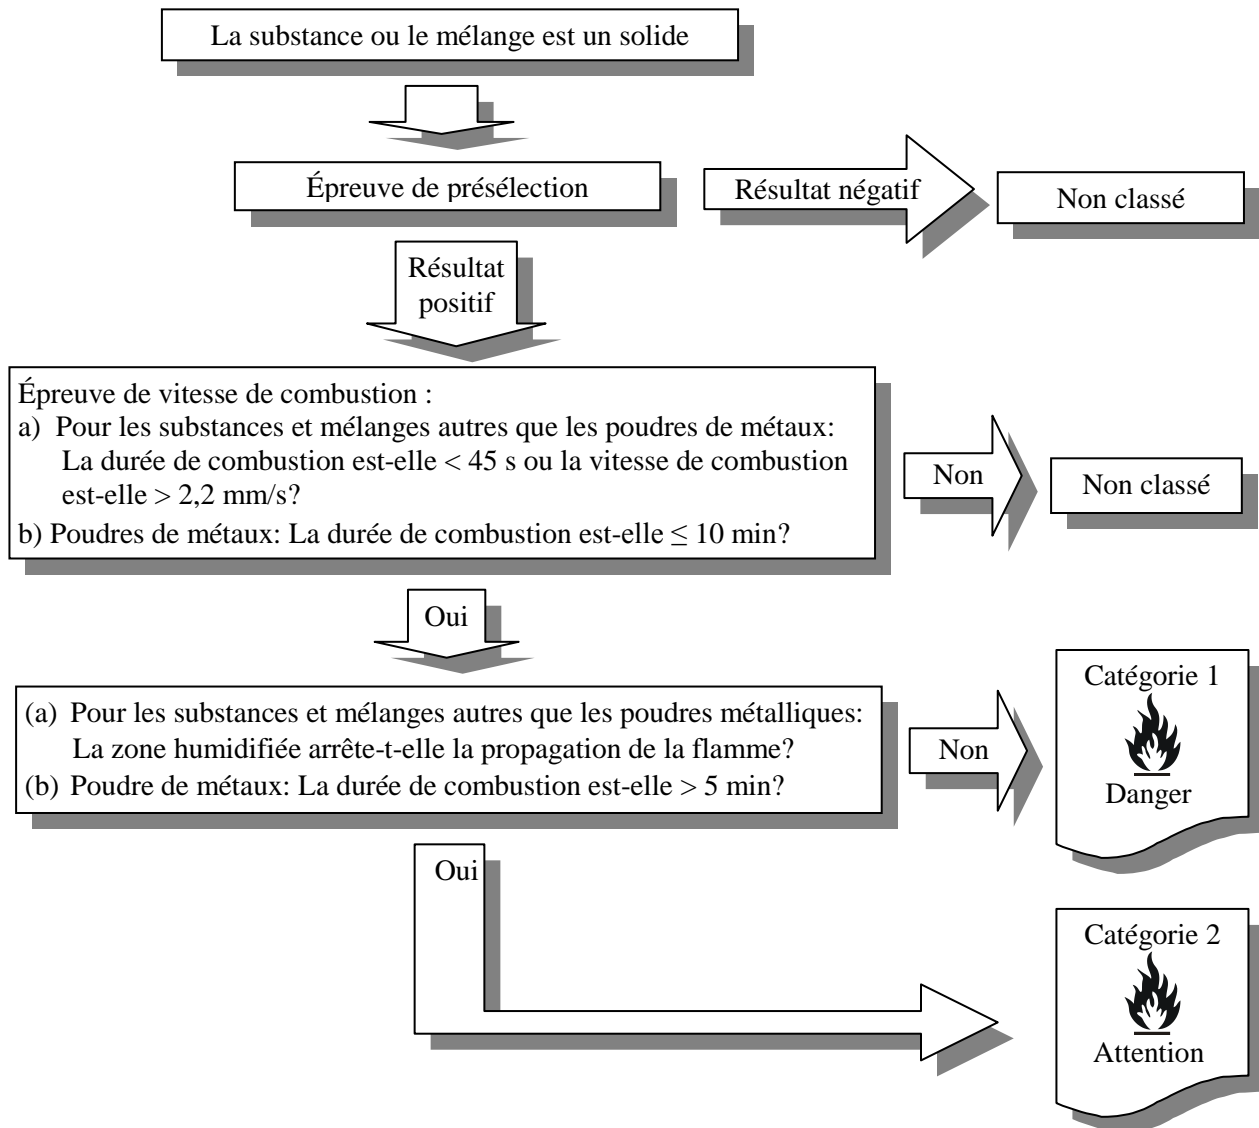 La substance ou le mélange est un solide
Épreuve de présélection
Résultat négatif
Non classé
Résultat
positif
Épreuve de vitesse de combustion :
a) Pour les substances et mélanges autres que les poudres de métaux:
La durée de combustion est-elle < 45 s ou la vitesse de combustion
est-elle > 2,2 mm/s?
b) Poudres de métaux: La durée de combustion est-elle ≤ 10 min?
Non
Non classé
Oui
(a) Pour les substances et mélanges autres que les poudres métalliques:
La zone humidifiée arrête-t-elle la propagation de la flamme?
(b) Poudre de métaux: La durée de combustion est-elle > 5 min?
Non
Catégorie 1
Danger
Oui
Catégorie 2
Attention